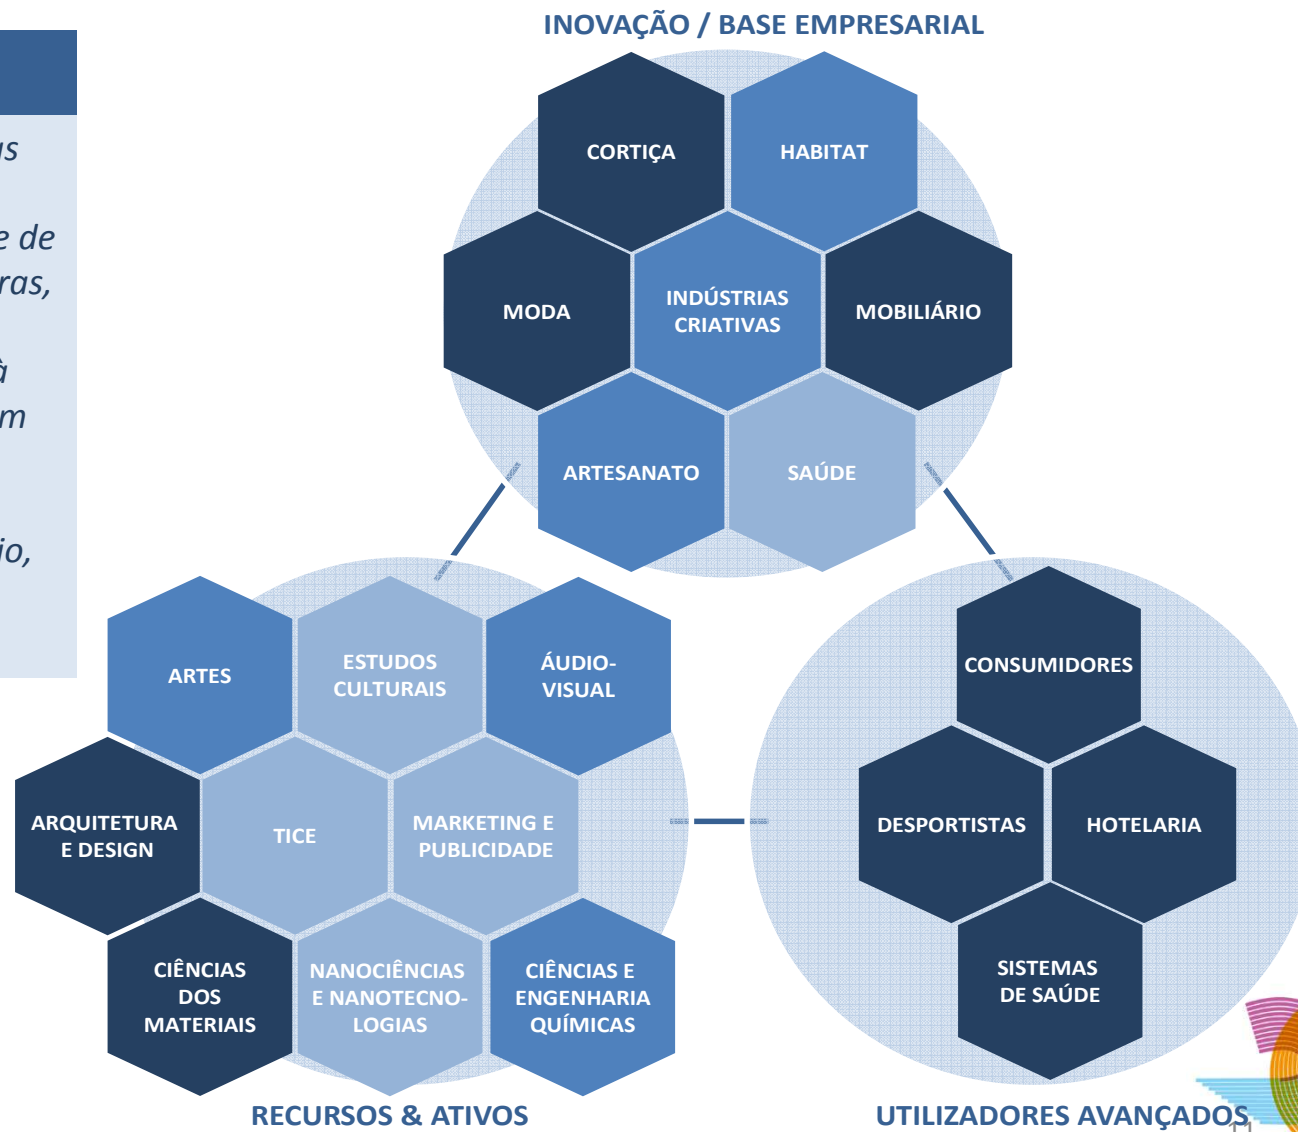 INOVAÇÃO / BASE EMPRESARIAL
e de
à
CORTIÇA
HABITAT
MODA
INDÚSTRIAS
CRIATIVAS
MOBILIÁRIO
ARTESANATO
SAÚDE
ARTES
ESTUDOS
CULTURAIS
ÁUDIO-
VISUAL
ARQUITETURA
E DESIGN
TICE
MARKETING E
PUBLICIDADE
CIÊNCIAS
DOS
MATERIAIS
NANOCIÊNCIAS
E NANOTECNO-
LOGIAS
CIÊNCIAS E
ENGENHARIA
QUÍMICAS
RECURSOS & ATIVOS
CONSUMIDORES
DESPORTISTAS
HOTELARIA
SISTEMAS
DE SAÚDE
UTILIZADORES AVANÇADOS